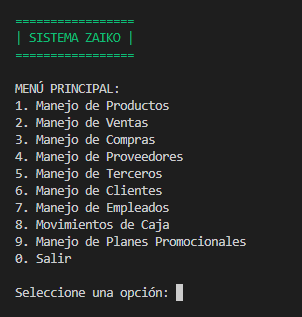 =================
| SISTEMA ZAIKO |
=================
MENÚ PRINCIPAL:
1. Manejo de Productos
2. Manejo de Ventas
3. Manejo de Compras
4. Manejo de Proveedores
5. Manejo de Terceros
6. Manejo de Clientes
7. Manejo de Empleados
8. Movimientos de Caja
9. Manejo de Planes Promocionales
0. Salir
Seleccione una opción: